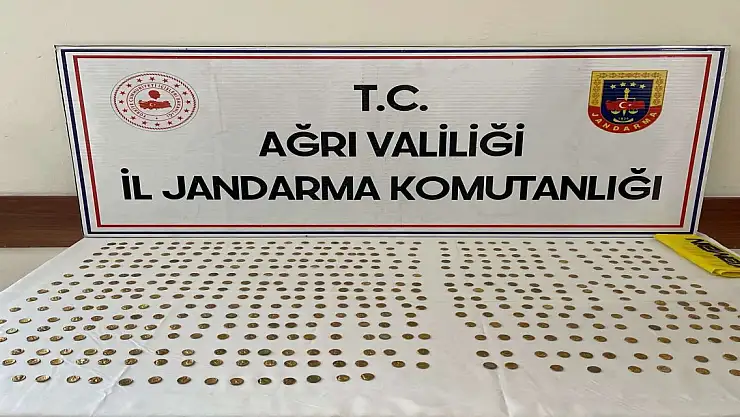 T.C.
AĞRI VALİLİĞİ
İL JANDARMA KOMUTANLIĞI
JANDARMA